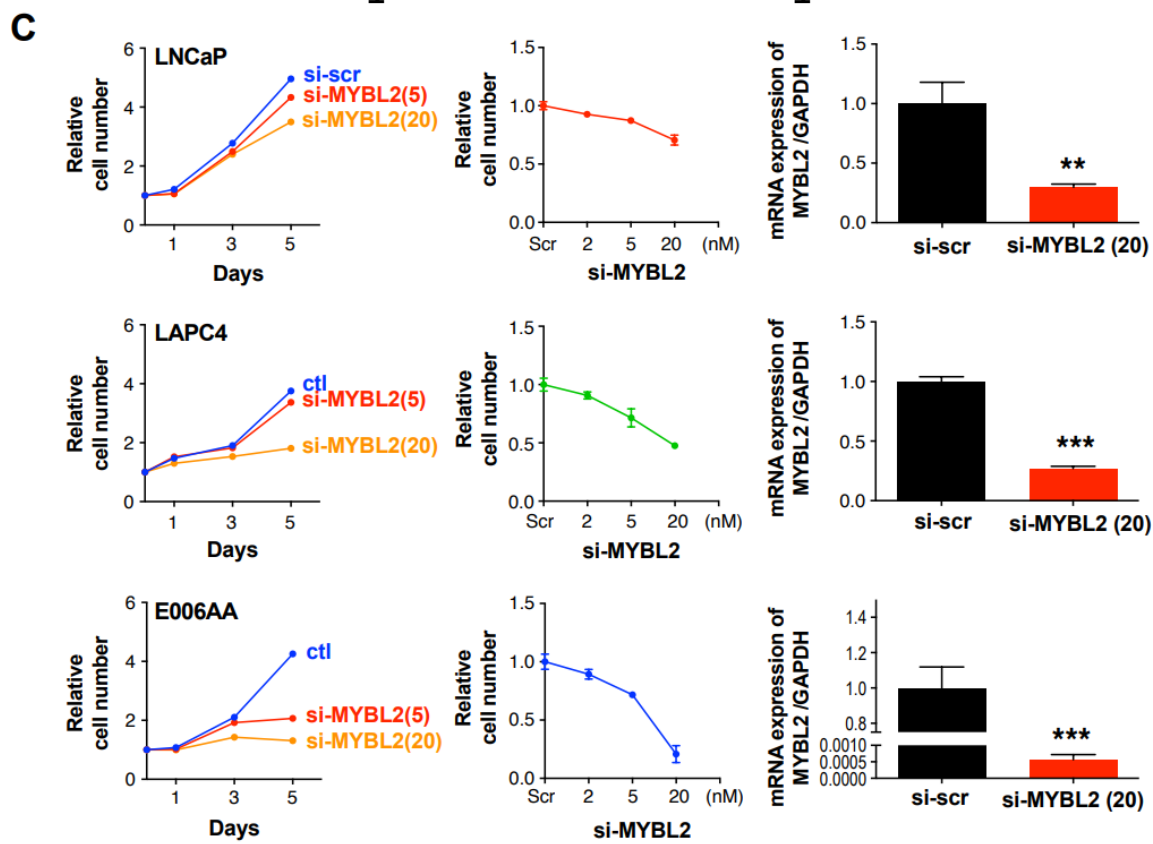 C
LNCaP
6
4
2
0
Relative
cell number
si-scr
si-MYBL2(5)
si-MYBL2(20)
1 3 5
Days
1.5
1.0
0.5
0.0
Relative
cell number
Scr 2 5 20 (nM)
si-MYBL2
1.5
1.0
0.5
0.0
mRNA expression of
MYBL2 /GAPDH
**
si-scr si-MYBL2 (20)
LAPC4
6
4
2
0
Relative
cell number
ctl
si-MYBL2(5)
si-MYBL2(20)
1 3 5
Days
1.5
1.0
0.5
0.0
Relative
cell number
Scr 2 5 20 (nM)
si-MYBL2
1.5
1.0
0.5
0.0
mRNA expression of
MYBL2 /GAPDH
***
si-scr si-MYBL2 (20)
E006AA
6
4
2
0
Relative
cell number
ctl
si-MYBL2(5)
si-MYBL2(20)
1 3 5
Days
1.5
1.0
0.5
0.0
Relative
cell number
Scr 2 5 20 (nM)
si-MYBL2
1.4
1.2
1.0
0.8
0.0010
0.0005
0.0000
mRNA expression of
MYBL2 /GAPDH
***
si-scr si-MYBL2 (20)